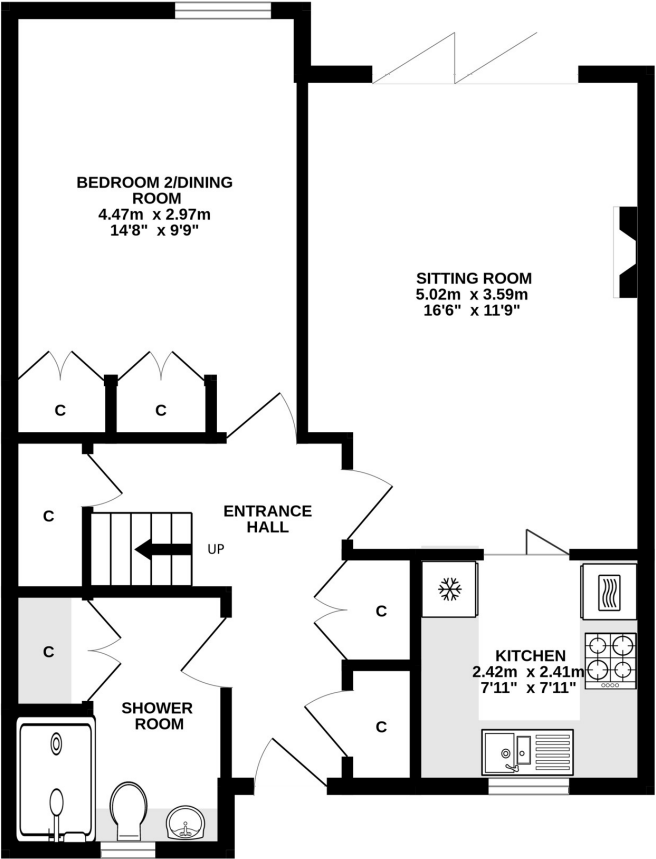 BEDROOM 2/DINING
ROOM
4.47m x 2.97m
14'8" x 9'9"
SITTING ROOM
5.02m x 3.59m
16'6" x 11'9"
C
C
C
ENTRANCE
HALL
UP
C
C
KITCHEN
2.42m x 2.41m
7'11" x 7'11"
SHOWER
ROOM
C